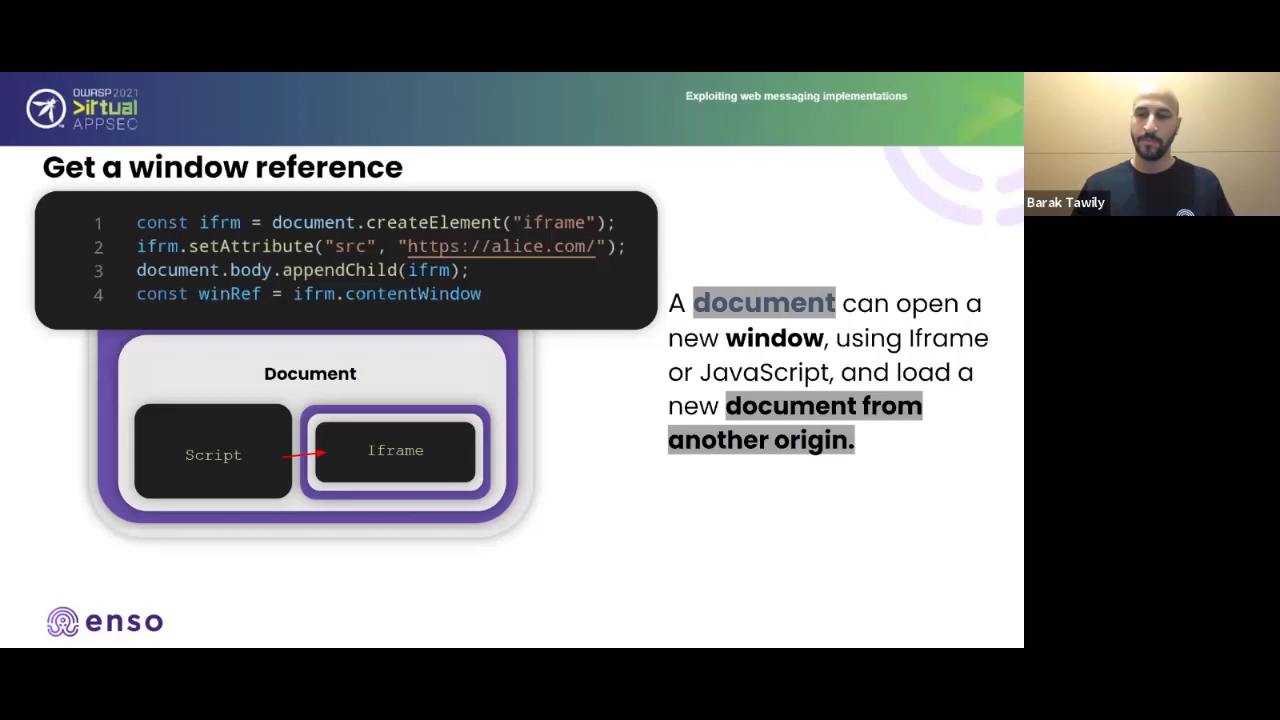 OWASP 2021
Virtual
APPSEC
Exploiting web messaging implementations
Barak Tawily
Get a window reference
1 const ifrm = document.createElement("iframe");
2 ifrm.setAttribute("src", "https://alice.com/");
3 document.body.appendChild(ifrm);
4 const winRef = ifrm.contentWindow
Document
Script
Iframe
A document can open a
new window, using Iframe
or JavaScript, and load a
new document from
another origin.
enso